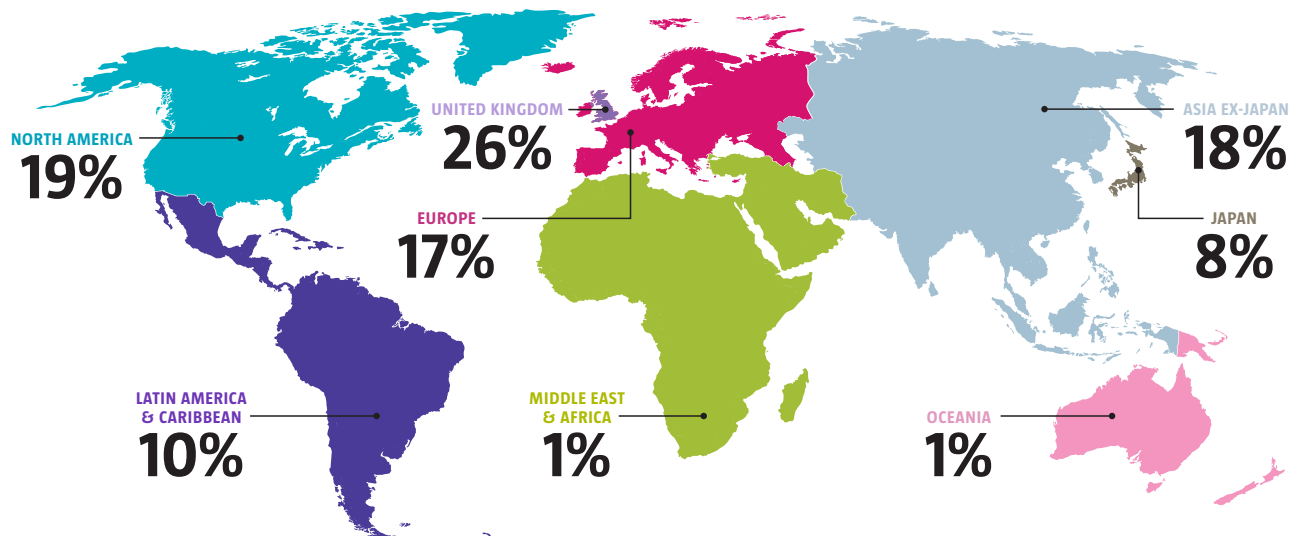 NORTH AMERICA
19%
UNITED KINGDOM
26%
EUROPE
17%
ASIA EX-JAPAN
18%
JAPAN
8%
LATIN AMERICA
& CARIBBEAN
10%
MIDDLE EAST
& AFRICA
1%
OCEANIA
1%